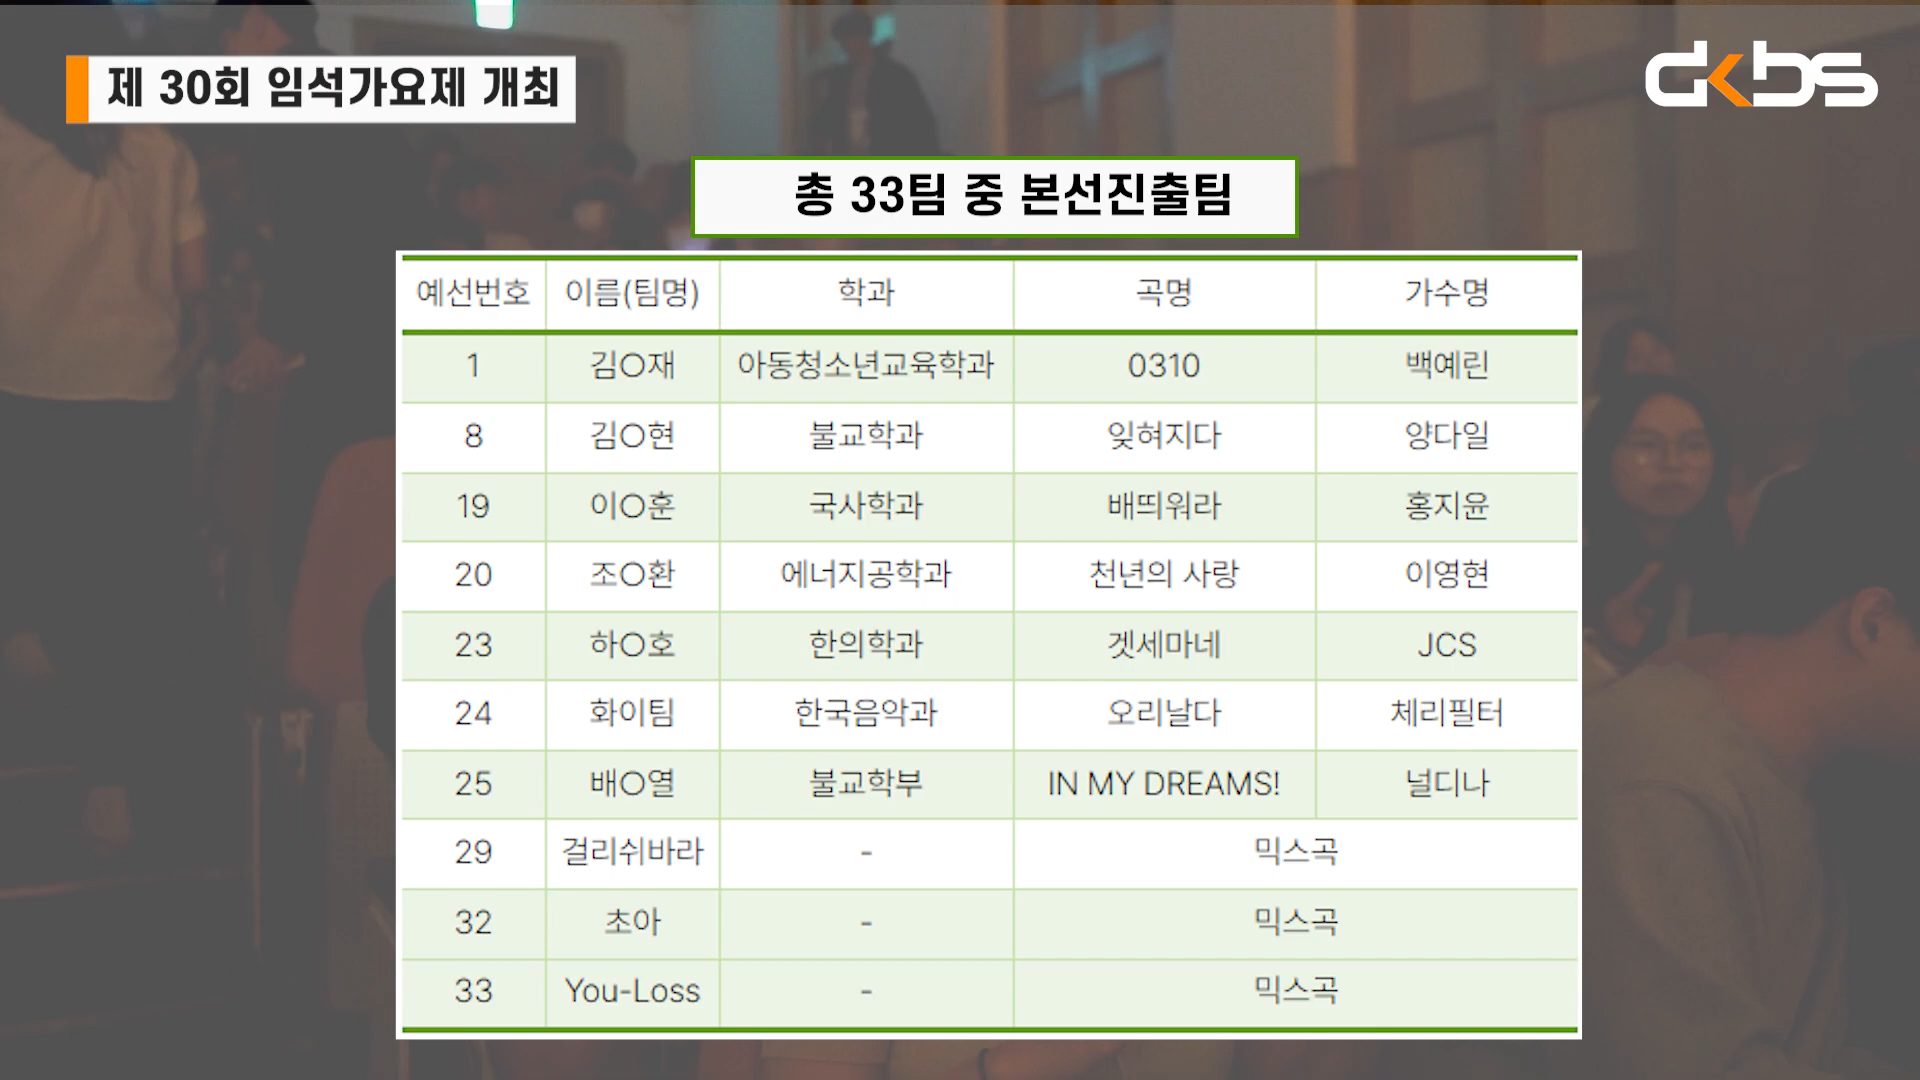 제 30회 임석가요제 개최
dkbs
총 33팀 중 본선진출팀
예선번호 이름(팀명) 학과 곡명 가수명
1 김O재 아동청소년교육학과 0310 백예린
8 김O현 불교학과 잊혀지다 양다일
19 이O훈 국사학과 배띄워라 홍지윤
20 조O환 에너지공학과 천년의 사랑 이영현
23 하O호 한의학과 겟세마네 JCS
24 화이팀 한국음악과 오리날다 체리필터
25 배O열 불교학부 IN MY DREAMS! 널디나
29 걸리쉬바라 - 믹스곡
32 초아 - 믹스곡
33 You-Loss - 믹스곡